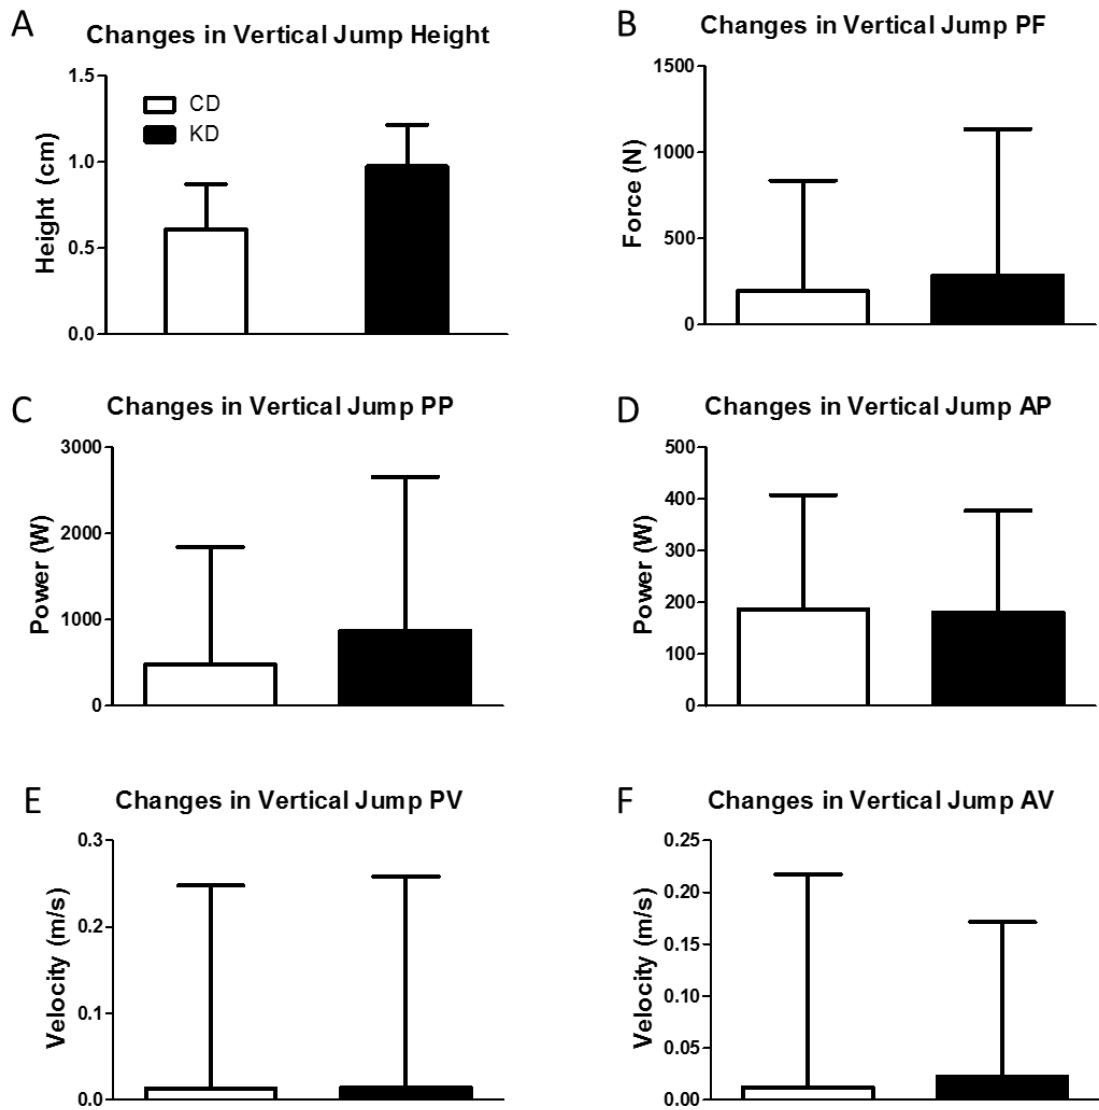 A
Changes in Vertical Jump Height
Height (cm)
1.5
1.0
0.5
0.0
CD
KD
B
Changes in Vertical Jump PF
Force (N)
1500
1000
500
0
C
Changes in Vertical Jump PP
Power (W)
3000
2000
1000
0
D
Changes in Vertical Jump AP
Power (W)
500
400
300
200
100
0
E
Changes in Vertical Jump PV
Velocity (m/s)
0.3
0.2
0.1
0.0
F
Changes in Vertical Jump AV
Velocity (m/s)
0.25
0.20
0.15
0.10
0.05
0.00